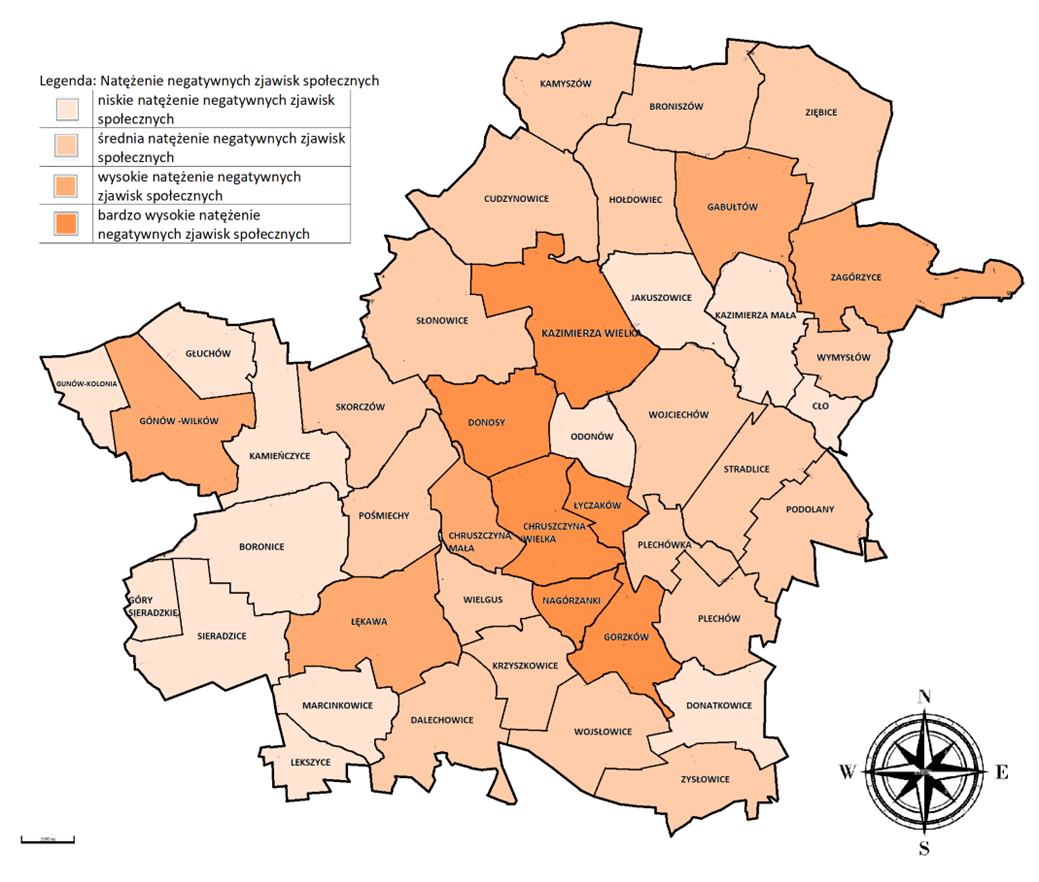 Legenda: Natężenie negatywnych zjawisk społecznych
niskie natężenie negatywnych zjawisk
społecznych
średnia natężenie negatywnych zjawisk
społecznych
wysokie natężenie negatywnych
zjawisk społecznych
bardzo wysokie natężenie
negatywnych zjawisk społecznych
KAMYSZÓW
BRONISZÓW
ZIĘBICE
CUDZYNOWICE
HOŁDOWIEC
GABUŁTÓW
ZAGÓRZYCE
JAKUSZOWICE
KAZIMIERZA MAŁA
SŁONOWICE
KAZIMIERZA WIELKA
WYMYSŁÓW
GŁUCHÓW
GUNÓW-KOLONIA
GÓNÓW -WILKÓW
SKORCZÓW
WOJCIECHÓW
CŁO
DONOSY
ODONÓW
KAMIEŃCZYCE
STRADLICE
ŁYCZAKÓW
PODOLANY
POŚMIECHY
CHRUSZCZYNA
WIELKA
CHRUSZCZYNA
MAŁA
PLECHÓWKA
BORONICE
GÓRY
SIERADZKIE
WIELGUS
NAGÓRZANKI
ŁĘKAWA
PLECHÓW
SIERADZICE
GORZKÓW
KRZYSZKOWICE
MARCINKOWICE
DONATKOWICE
DALECHOWICE
WOJSŁOWICE
LEKSZYCE
ZYSŁOWICE
N
W
E
S